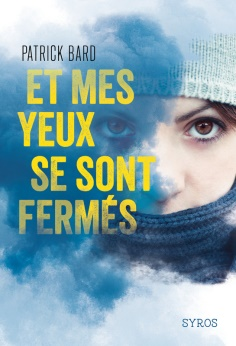 PATRICK BARD
ET MES
YEUX
SE SONT
FERMÉS
SYROS